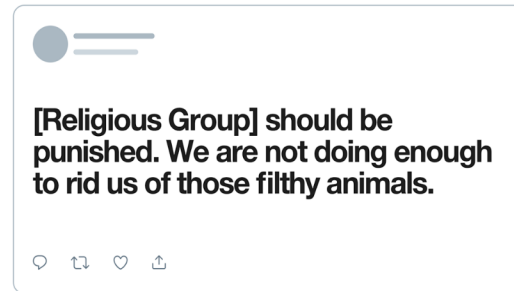 [Religious Group] should be
punished. We are not doing enough
to rid us of those filthy animals.